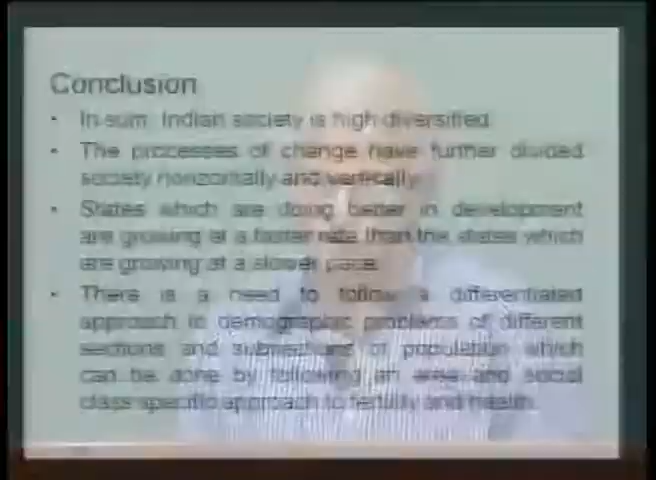 Conclusion
• In sum, Indian society is high diversified.
• The processes of change have further divided
society horizontally and vertically.
• States which are doing better in development
are growing at a faster rate than the states which
are growing at a slower pace.
• There is a need to follow a differentiated
approach to demographic problems of different
sections and subsections of population which
can be done by following an area and social
class specific approach to fertility and health.